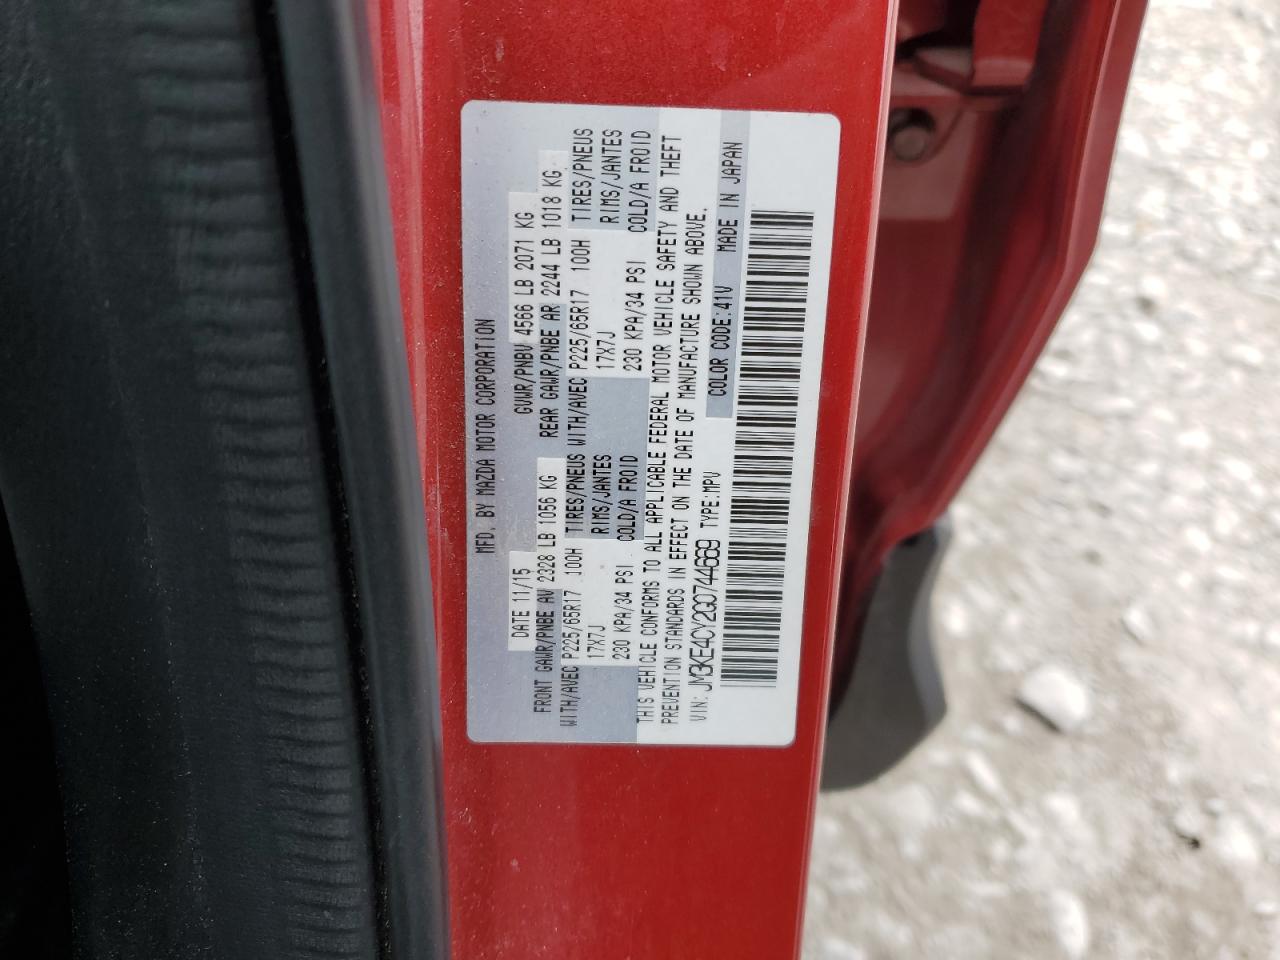 MFD. BY MAZDA MOTOR CORPORATION
DATE 11/15 GVWR/PNBV 4566 LB 2071 KG
FRONT GAWR/PNBE AV 2328 LB 1056 KG REAR GAWR/PNBE AR 2244 LB 1018 KG
WITH/AVEC P225/65R17 100H TIRES/PNEUS WITH/AVEC P225/65R17 100H TIRES/PNEUS
17X7J RIMS/JANTES 17X7J RIMS/JANTES
230 KPA/34 PSI COLD/A FROID 230 KPA/34 PSI COLD/A FROID
THIS VEHICLE CONFORMS TO ALL APPLICABLE FEDERAL MOTOR VEHICLE SAFETY AND THEFT
PREVENTION STANDARDS IN EFFECT ON THE DATE OF MANUFACTURE SHOWN ABOVE.
VIN: JM3KE4CY2G0744669 TYPE:MPV COLOR CODE:41V MADE IN JAPAN